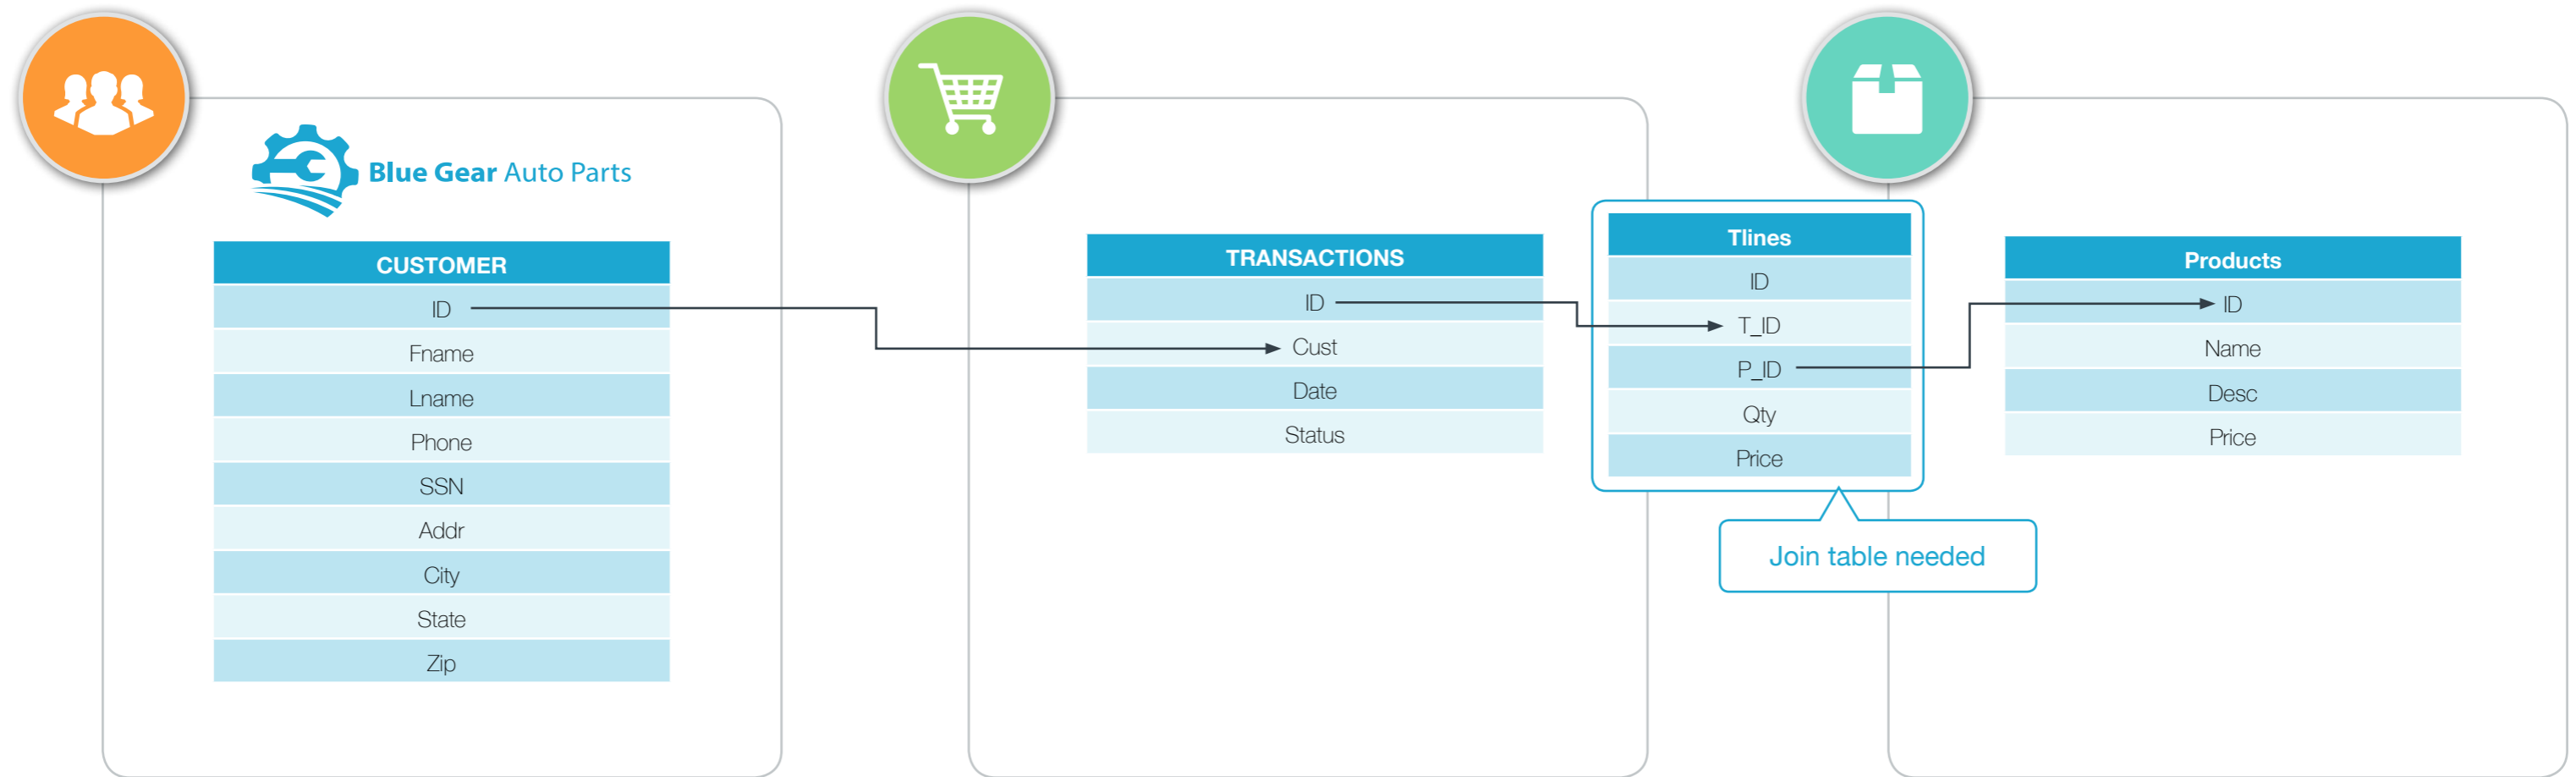 Blue Gear Auto Parts
CUSTOMER
ID
Fname
Lname
Phone
SSN
Addr
City
State
Zip
TRANSACTIONS
ID
Cust
Date
Status
Tlines
ID
T_ID
P_ID
Qty
Price
Join table needed
Products
ID
Name
Desc
Price